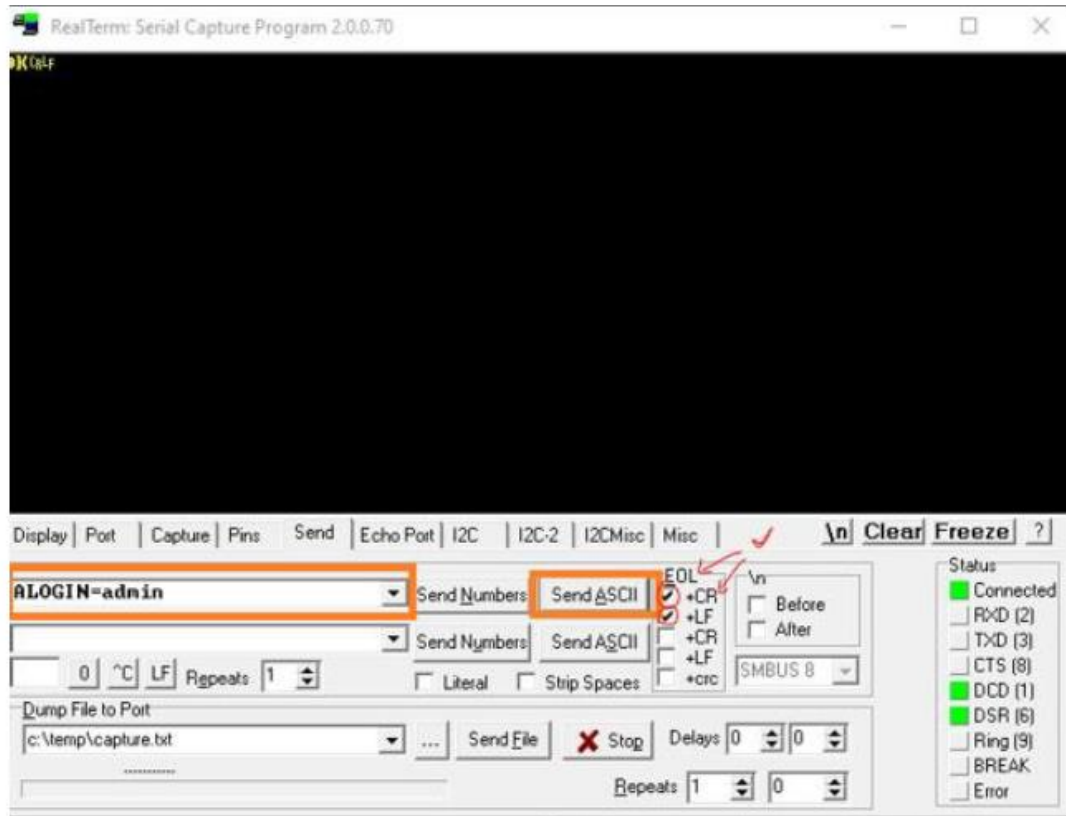 RealTerm: Serial Capture Program 2.0.0.70
OK CRLF
Display Port Capture Pins Send Echo Port I2C I2C-2 I2CMisc Misc \n Clear Freeze ?
ALOGIN=admin Send Numbers Send ASCII
Send Numbers Send ASCII
EOL
+CR
+LF
+CR
+LF
+crc
\n
Before
After
SMBUS 8
0 ^C LF Repeats 1 Literal Strip Spaces
Dump File to Port
c:\temp\capture.txt ... Send File Stop Delays 0 0
Repeats 1 0
Status
Connected
RXD (2)
TXD (3)
CTS (8)
DCD (1)
DSR (6)
Ring (9)
BREAK
Error